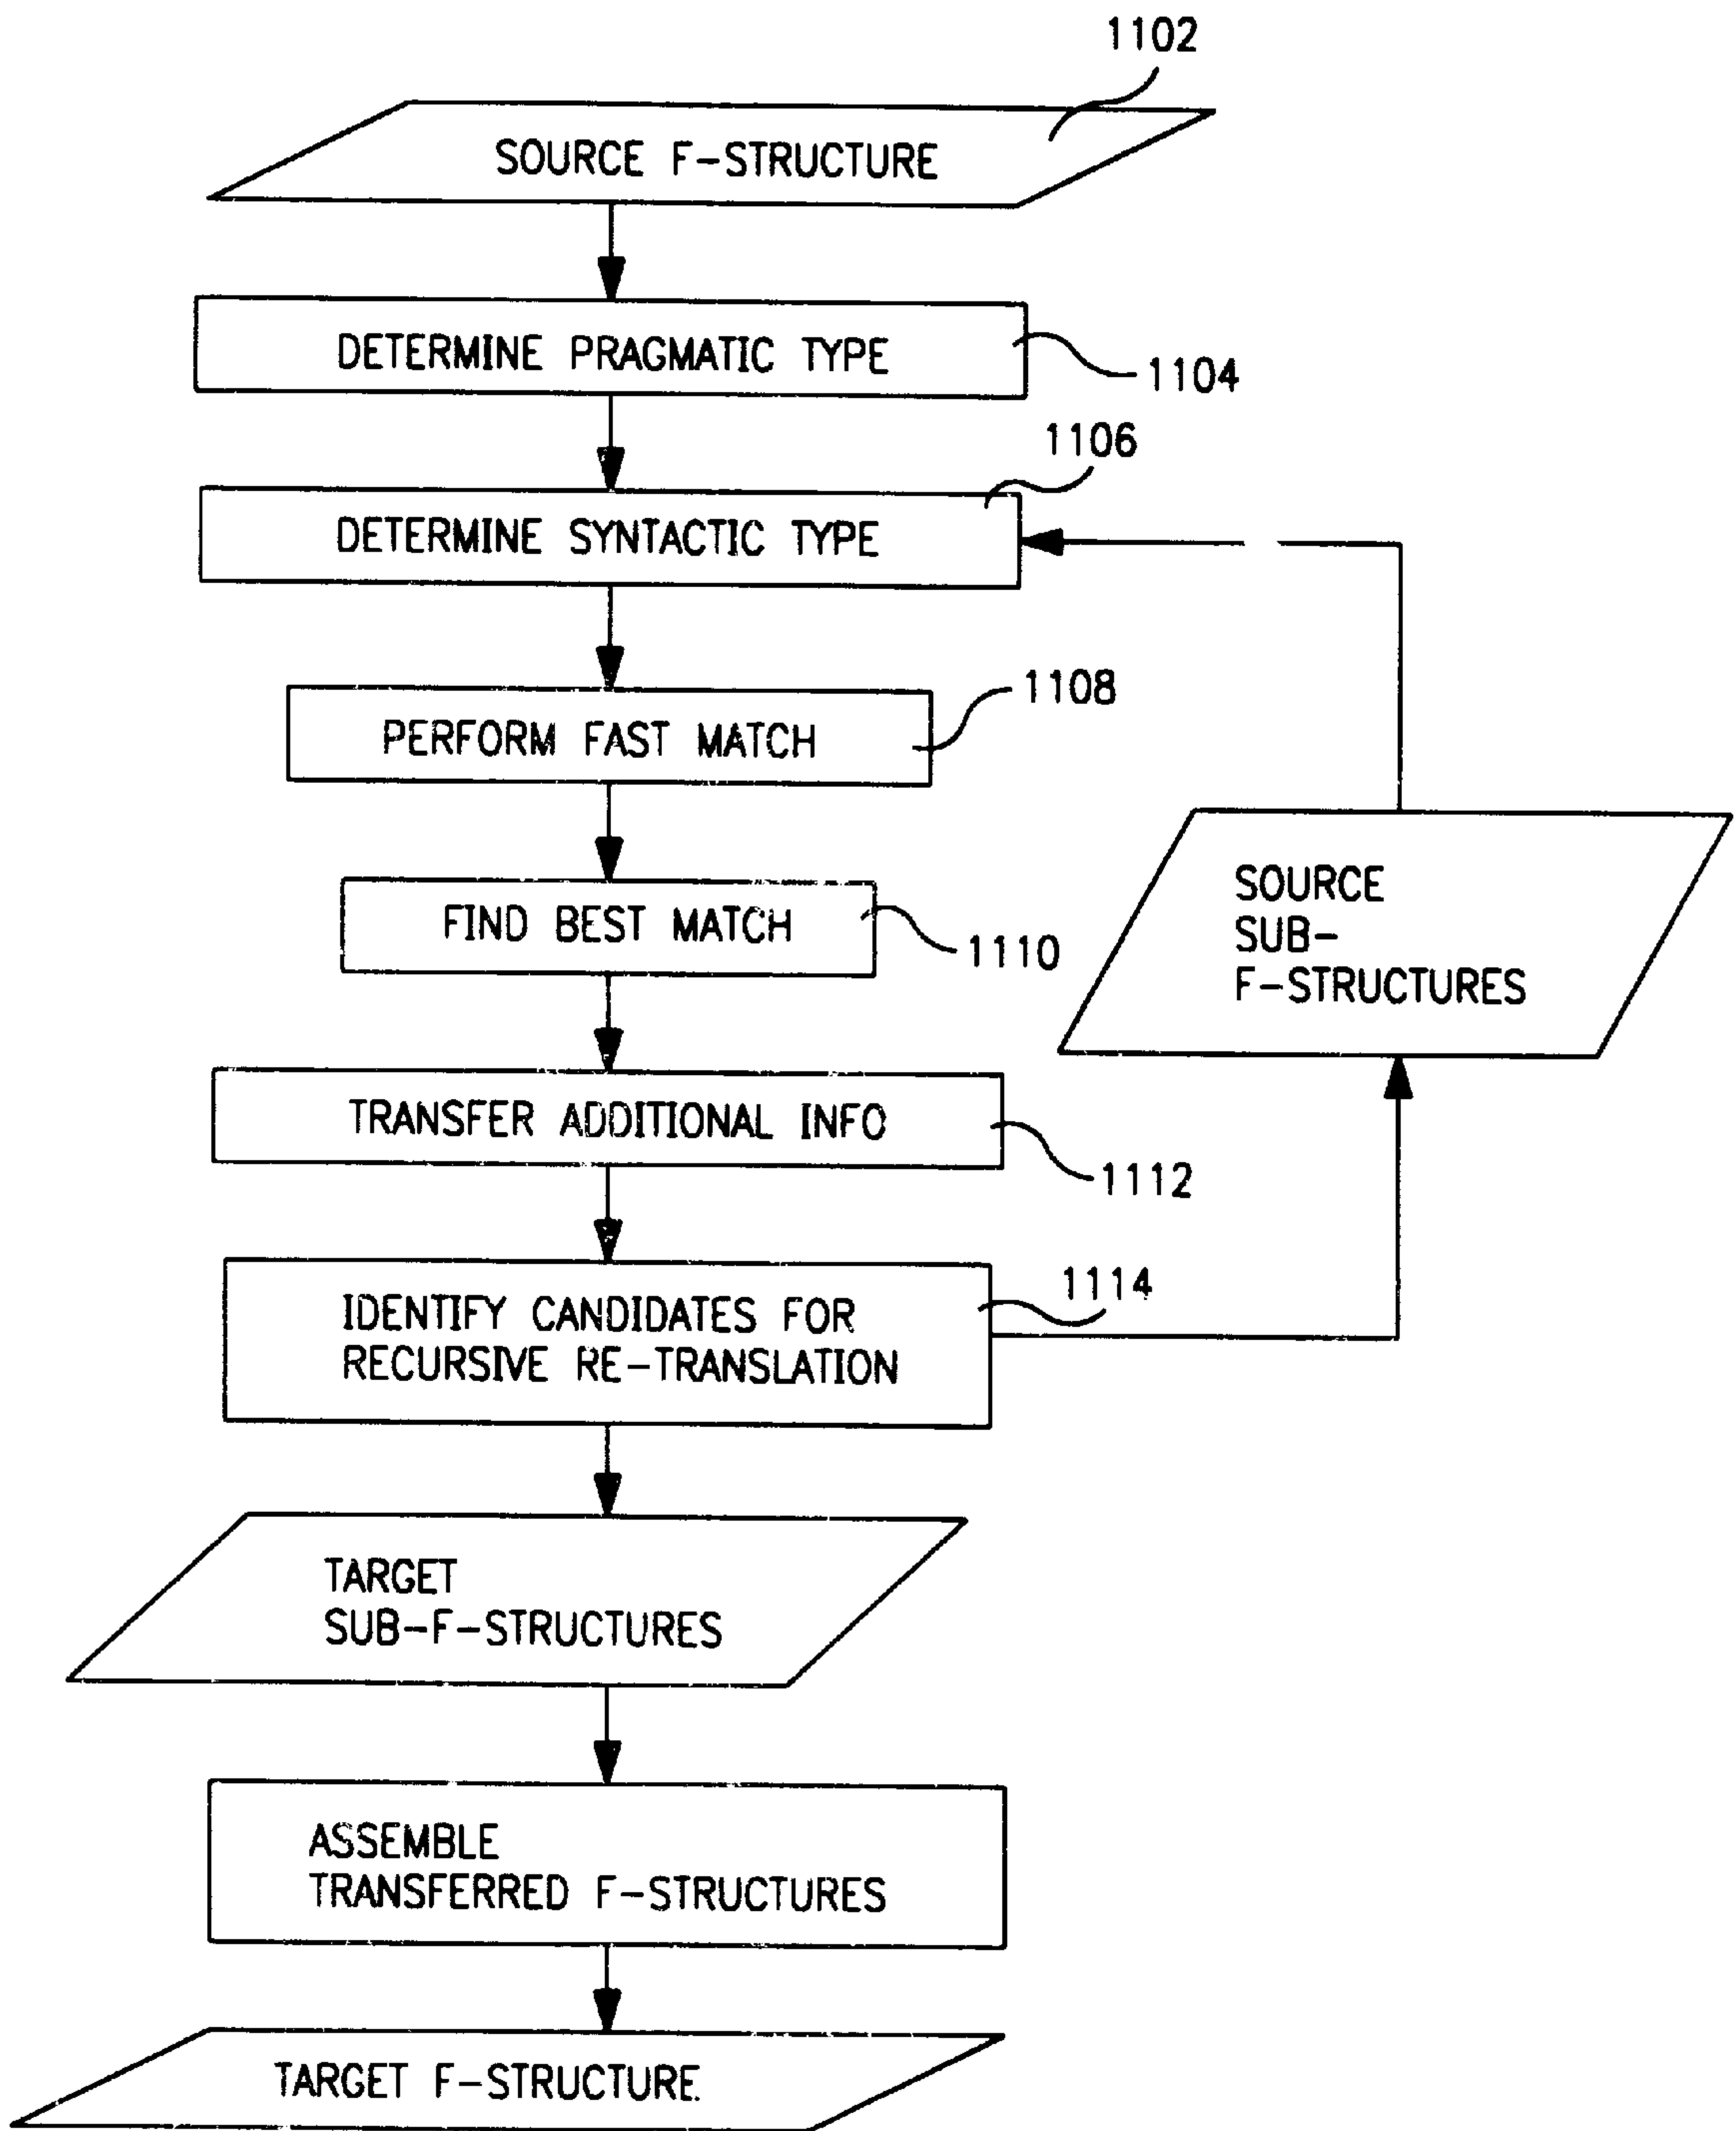 1102
SOURCE F-STRUCTURE
DETERMINE PRAGMATIC TYPE
1104
1106
DETERMINE SYNTACTIC TYPE
1108
PERFORM FAST MATCH
SOURCE
SUB-
F-STRUCTURES
FIND BEST MATCH
1110
TRANSFER ADDITIONAL INFO
1112
1114
IDENTIFY CANDIDATES FOR
RECURSIVE RE-TRANSLATION
TARGET
SUB-F-STRUCTURES
ASSEMBLE
TRANSFERRED F-STRUCTURES
TARGET F-STRUCTURE